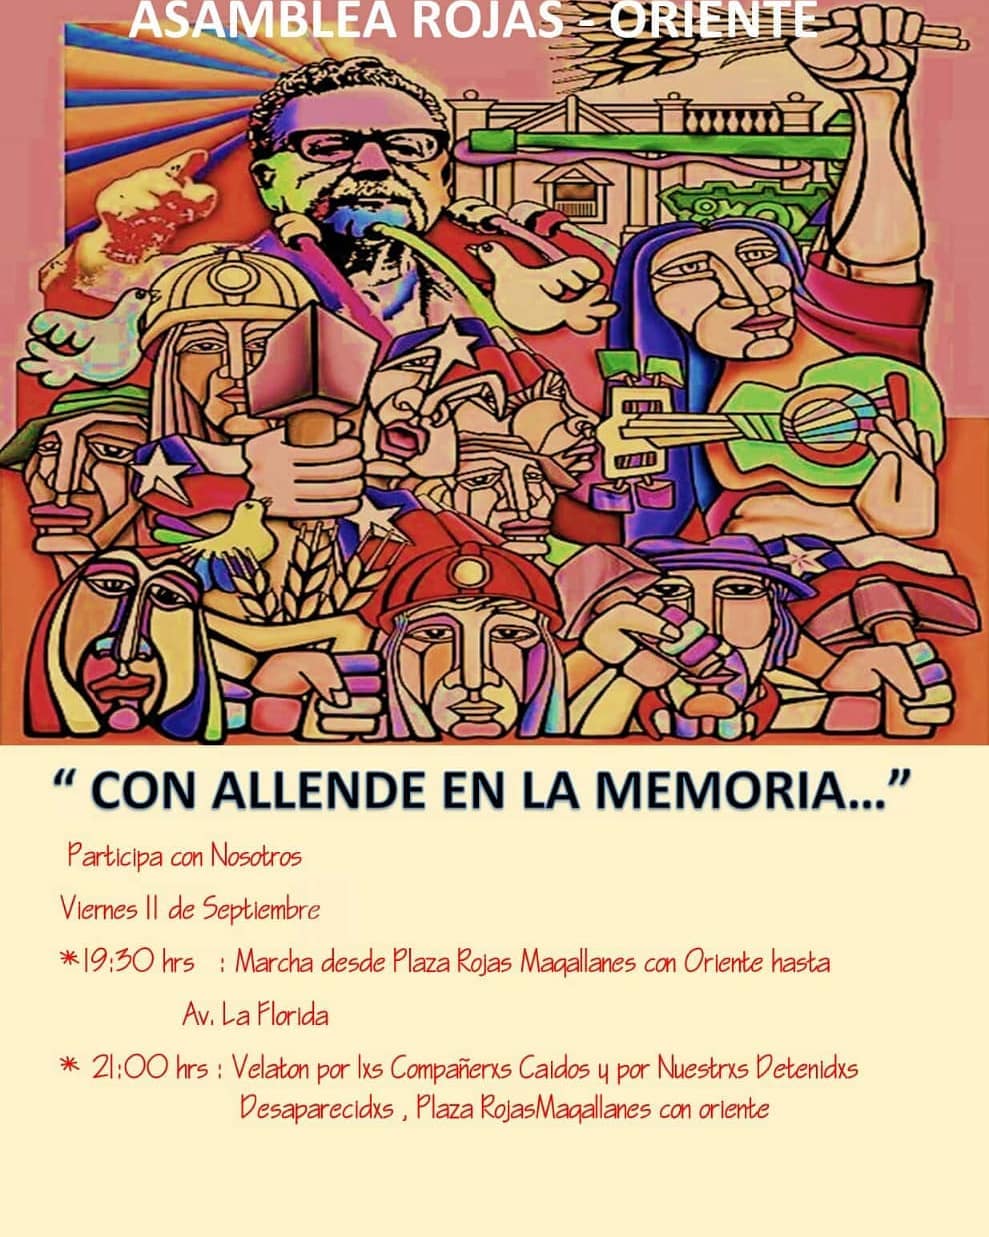 ASAMBLEA ROJAS - ORIENTE
“ CON ALLENDE EN LA MEMORIA...”
Participa con Nosotros
Viernes 11 de Septiembre
*19:30 hrs : Marcha desde Plaza Rojas Magallanes con Oriente hasta
Av. La Florida
* 21:00 hrs : Velaton por lxs Compañerxs Caidos y por Nuestrxs Detenidxs
Desaparecidxs , Plaza RojasMagallanes con oriente